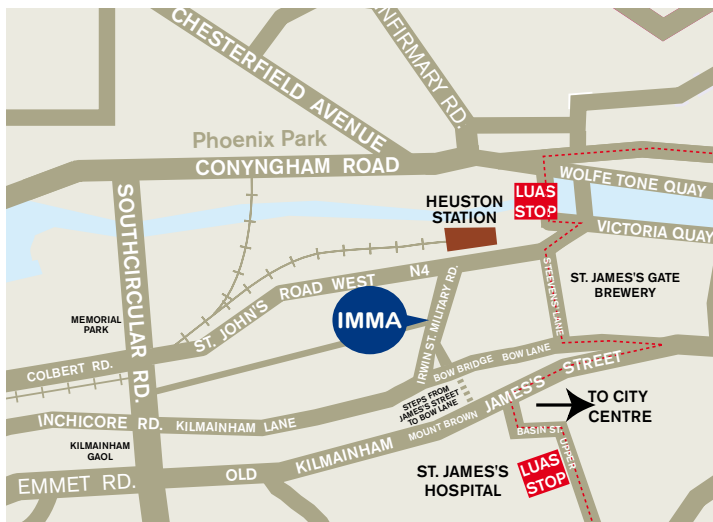 CHESTERFIELD AVENUE
INFIRMARY RD.
Phoenix Park
CONYNGHAM ROAD
WOLFE TONE QUAY
LUAS
STOP
HEUSTON
STATION
VICTORIA QUAY
SOUTHCIRCULAR RD.
N4
ST. JOHN'S ROAD WEST
ST. JAMES'S GATE
BREWERY
STEEVENS' LANE
IRWIN ST. MILITARY RD.
IMMA
MEMORIAL
PARK
COLBERT RD.
BOW BRIDGE
BOW LANE
JAMES'S STREET
STEPS FROM
JAMES'S STREET
TO BOW LANE
TO CITY
CENTRE
INCHICORE RD.
KILMAINHAM LANE
MOUNT BROWN
BASIN ST. UPPER
KILMAINHAM
GAOL
OLD KILMAINHAM
EMMET RD.
ST. JAMES'S
HOSPITAL
LUAS
STOP